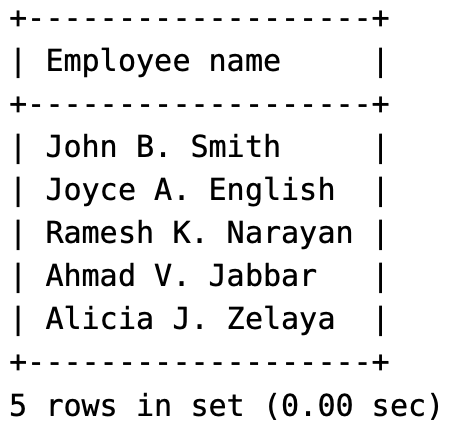 +-------------------+
| Employee name     |
+-------------------+
| John B. Smith     |
| Joyce A. English  |
| Ramesh K. Narayan |
| Ahmad V. Jabbar   |
| Alicia J. Zelaya  |
+-------------------+
5 rows in set (0.00 sec)